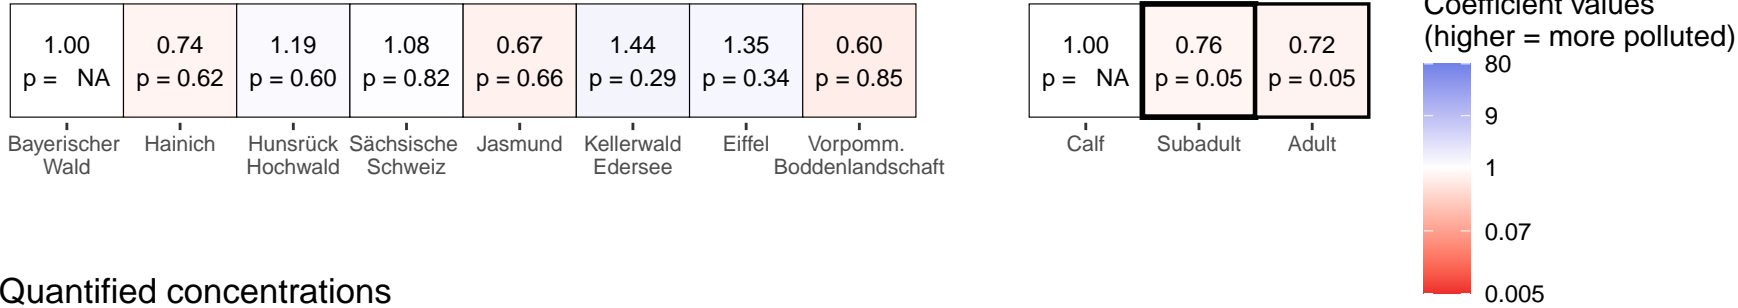 1.00 0.74 1.19 1.08 0.67 1.44 1.35 0.60
p = NA p = 0.62 p = 0.60 p = 0.82 p = 0.66 p = 0.29 p = 0.34 p = 0.85
Bayerischer Hainich Hunsrück Sächsische Jasmund Kellerwald Eiffel Vorpomm.
Wald Hochwald Schweiz Edersee Boddenlandschaft
1.00 0.76 0.72
p = NA p = 0.05 p = 0.05
Calf Subadult Adult
Coefficient values
(higher = more polluted)
80
9
1
0.07
0.005
Quantified concentrations